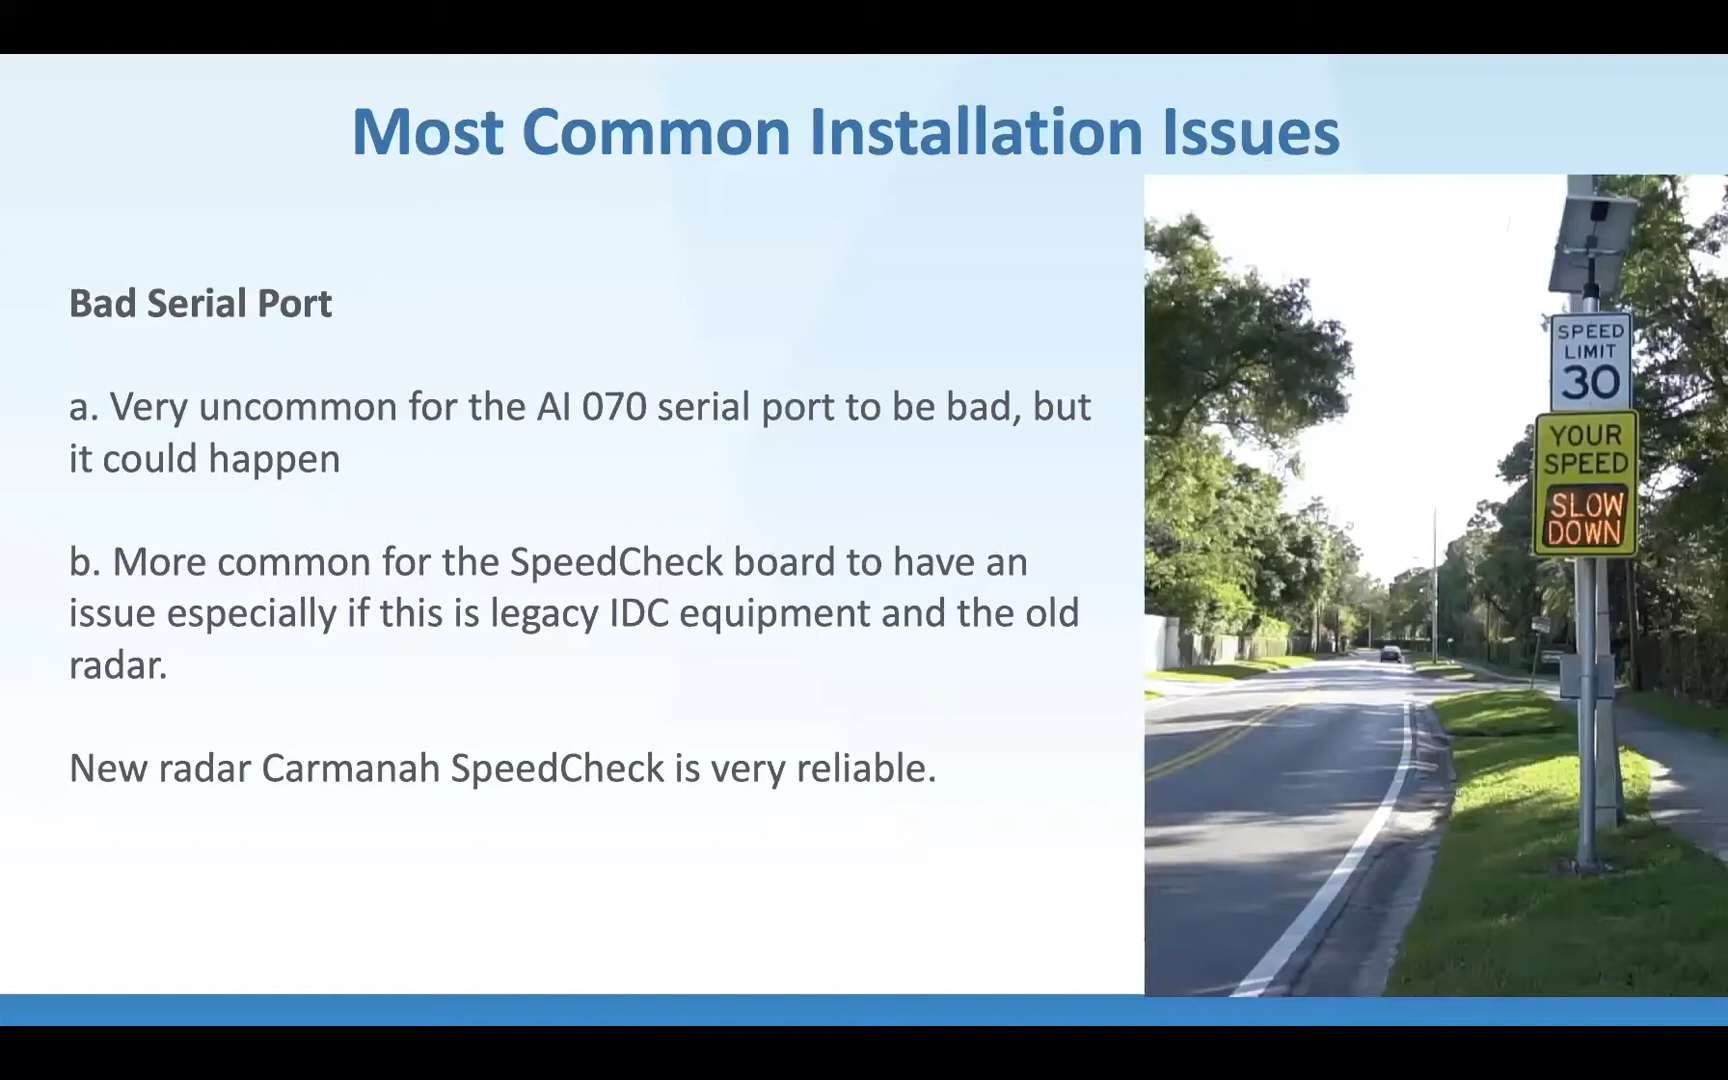 Most Common Installation Issues
Bad Serial Port
a. Very uncommon for the AI 070 serial port to be bad, but
it could happen
b. More common for the SpeedCheck board to have an
issue especially if this is legacy IDC equipment and the old
radar.
New radar Carmanah SpeedCheck is very reliable.
SPEED
LIMIT
30
YOUR
SPEED
SLOW
DOWN